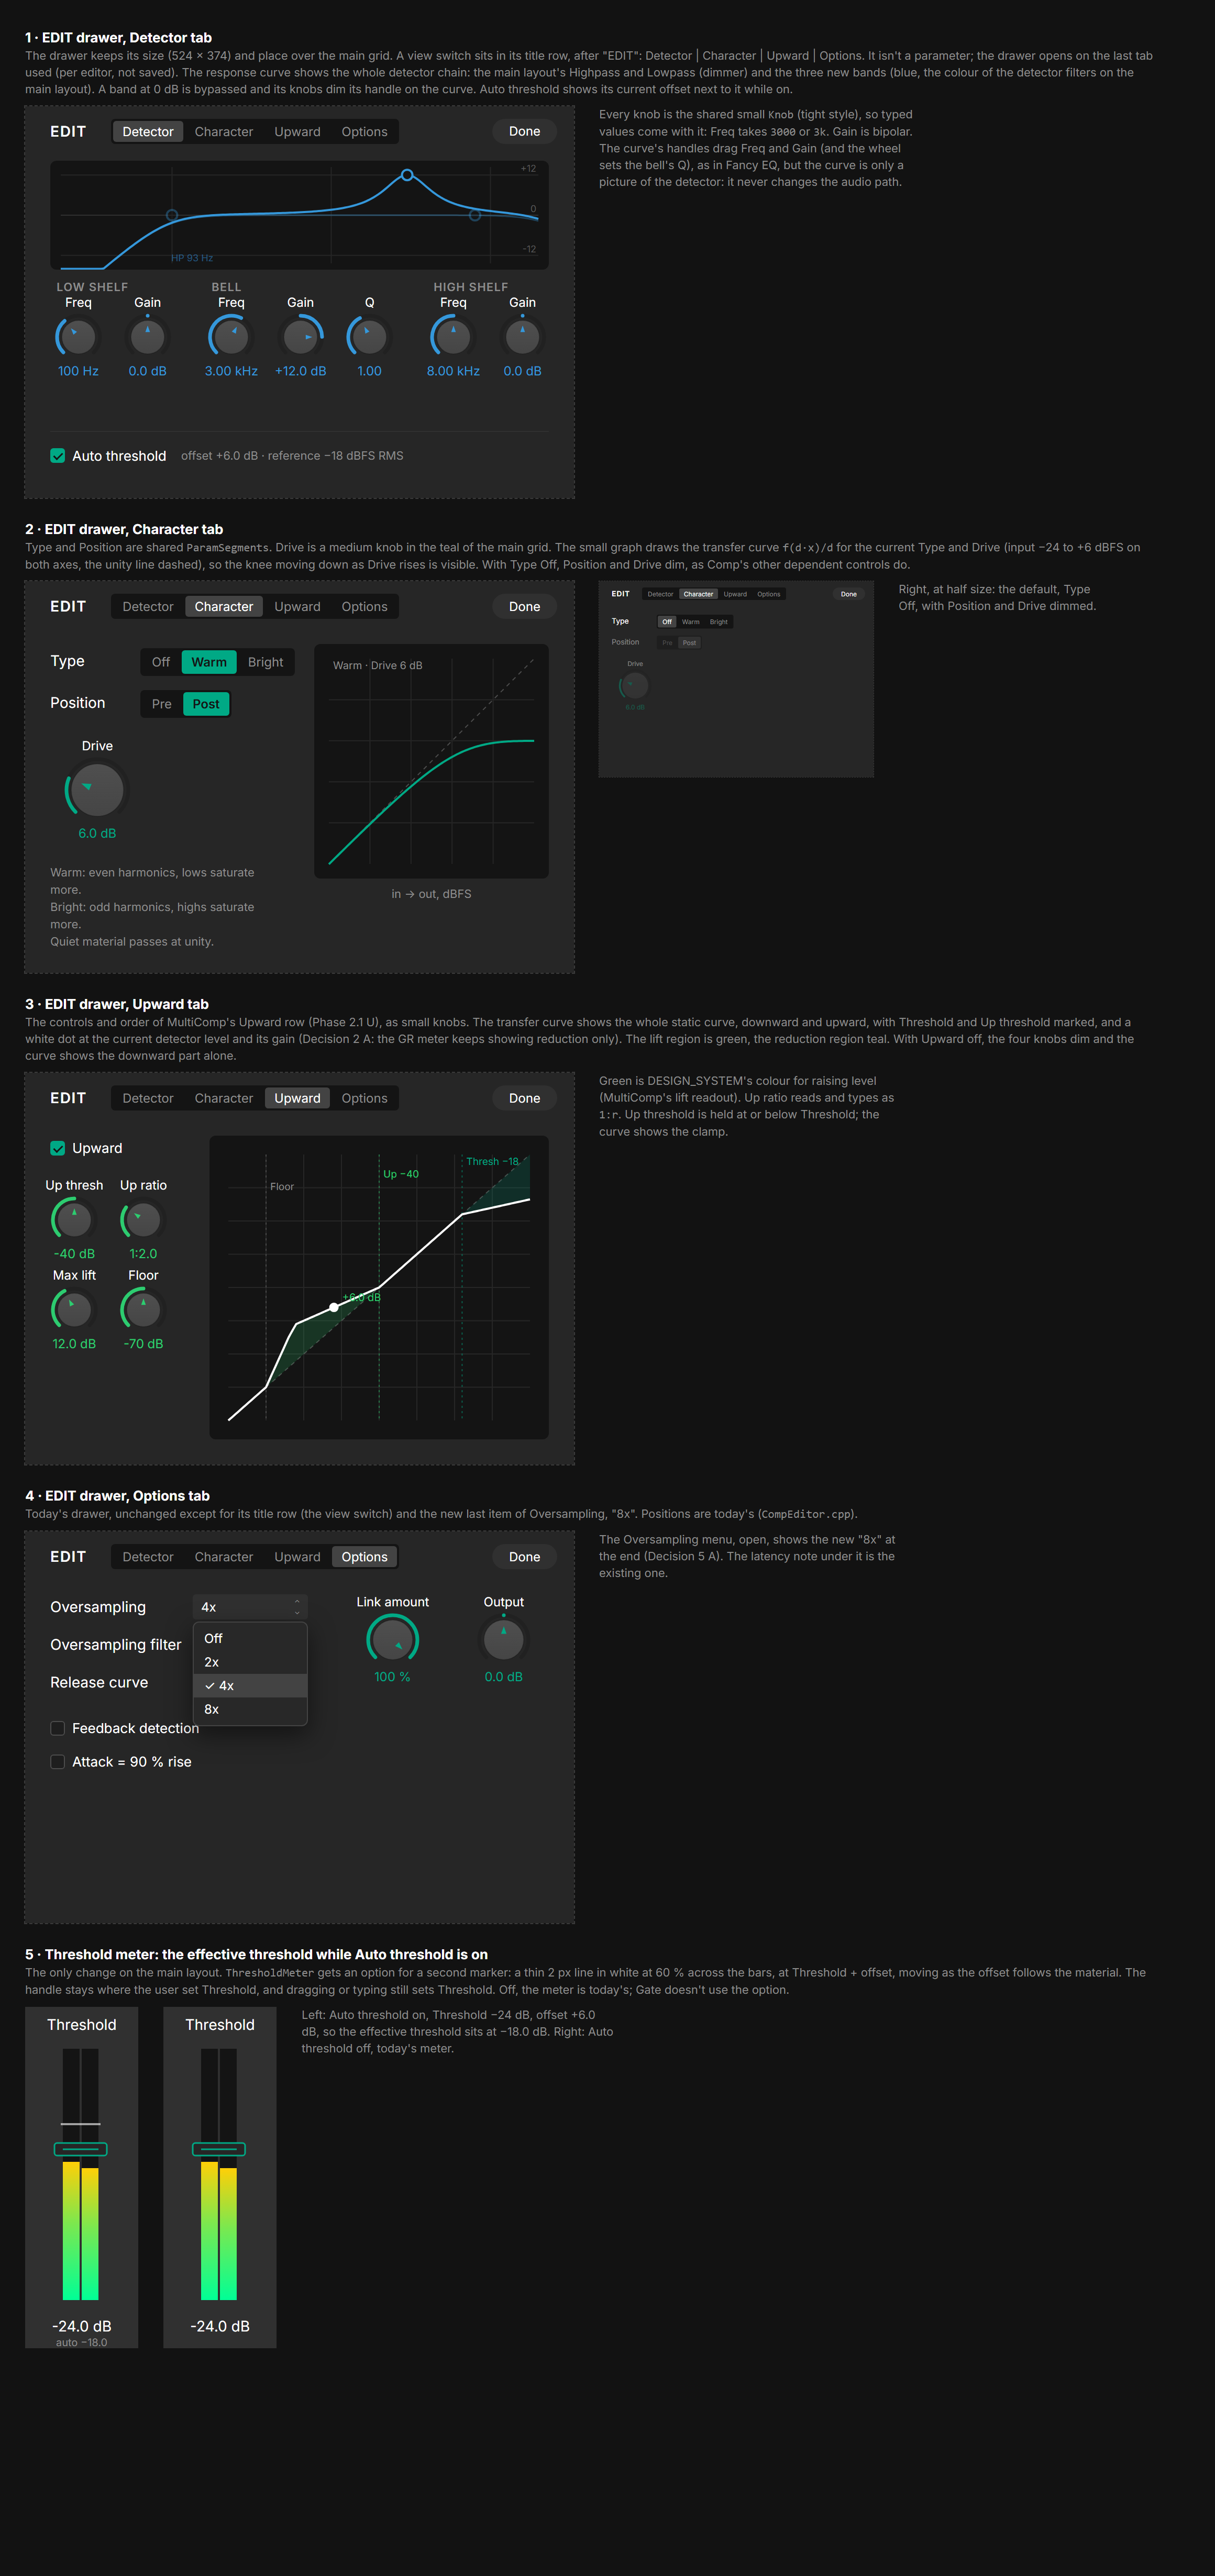 1 · EDIT drawer, Detector tab
The drawer keeps its size (524 × 374) and place over the main grid. A view switch sits in its title row, after "EDIT": Detector | Character | Upward | Options. It isn't a parameter; the drawer opens on the last tab
used (per editor, not saved). The response curve shows the whole detector chain: the main layout's Highpass and Lowpass (dimmer) and the three new bands (blue, the colour of the detector filters on the
main layout). A band at 0 dB is bypassed and its knobs dim its handle on the curve. Auto threshold shows its current offset next to it while on.
EDIT Detector Character Upward Options Done
Every knob is the shared small Knob (tight style), so typed
values come with it: Freq takes 3000 or 3k. Gain is bipolar.
The curve's handles drag Freq and Gain (and the wheel
sets the bell's Q), as in Fancy EQ, but the curve is only a
picture of the detector: it never changes the audio path.
+12
0
−12
HP 93 Hz
LOW SHELF BELL HIGH SHELF
Freq Gain Freq Gain Q Freq Gain
100 Hz 0.0 dB 3.00 kHz +12.0 dB 1.00 8.00 kHz 0.0 dB
Auto threshold offset +6.0 dB · reference −18 dBFS RMS
2 · EDIT drawer, Character tab
Type and Position are shared ParamSegments. Drive is a medium knob in the teal of the main grid. The small graph draws the transfer curve f(d·x)/d for the current Type and Drive (input −24 to +6 dBFS on
both axes, the unity line dashed), so the knee moving down as Drive rises is visible. With Type Off, Position and Drive dim, as Comp's other dependent controls do.
EDIT Detector Character Upward Options Done
Type Off Warm Bright
Position Pre Post
Drive
6.0 dB
Warm: even harmonics, lows saturate
more.
Bright: odd harmonics, highs saturate
more.
Quiet material passes at unity.
Warm · Drive 6 dB
in → out, dBFS
EDIT Detector Character Upward Options Done
Type Off Warm Bright
Position Pre Post
Drive
6.0 dB
Right, at half size: the default, Type
Off, with Position and Drive dimmed.
3 · EDIT drawer, Upward tab
The controls and order of MultiComp's Upward row (Phase 2.1 U), as small knobs. The transfer curve shows the whole static curve, downward and upward, with Threshold and Up threshold marked, and a
white dot at the current detector level and its gain (Decision 2 A: the GR meter keeps showing reduction only). The lift region is green, the reduction region teal. With Upward off, the four knobs dim and the
curve shows the downward part alone.
EDIT Detector Character Upward Options Done
Green is DESIGN_SYSTEM's colour for raising level
(MultiComp's lift readout). Up ratio reads and types as
1:r. Up threshold is held at or below Threshold; the
curve shows the clamp.
Upward
Up thresh Up ratio
-40 dB 1:2.0
Max lift Floor
12.0 dB -70 dB
Floor
Up −40
Thresh −18
+6.0 dB
4 · EDIT drawer, Options tab
Today's drawer, unchanged except for its title row (the view switch) and the new last item of Oversampling, "8x". Positions are today's (CompEditor.cpp).
EDIT Detector Character Upward Options Done
The Oversampling menu, open, shows the new "8x" at
the end (Decision 5 A). The latency note under it is the
existing one.
Oversampling 4x
Oversampling filter
Release curve
Off
2x
✓ 4x
8x
Feedback detection
Attack = 90 % rise
Link amount Output
100 % 0.0 dB
5 · Threshold meter: the effective threshold while Auto threshold is on
The only change on the main layout. ThresholdMeter gets an option for a second marker: a thin 2 px line in white at 60 % across the bars, at Threshold + offset, moving as the offset follows the material. The
handle stays where the user set Threshold, and dragging or typing still sets Threshold. Off, the meter is today's; Gate doesn't use the option.
Threshold Threshold
Left: Auto threshold on, Threshold −24 dB, offset +6.0
dB, so the effective threshold sits at −18.0 dB. Right: Auto
threshold off, today's meter.
-24.0 dB -24.0 dB
auto −18.0